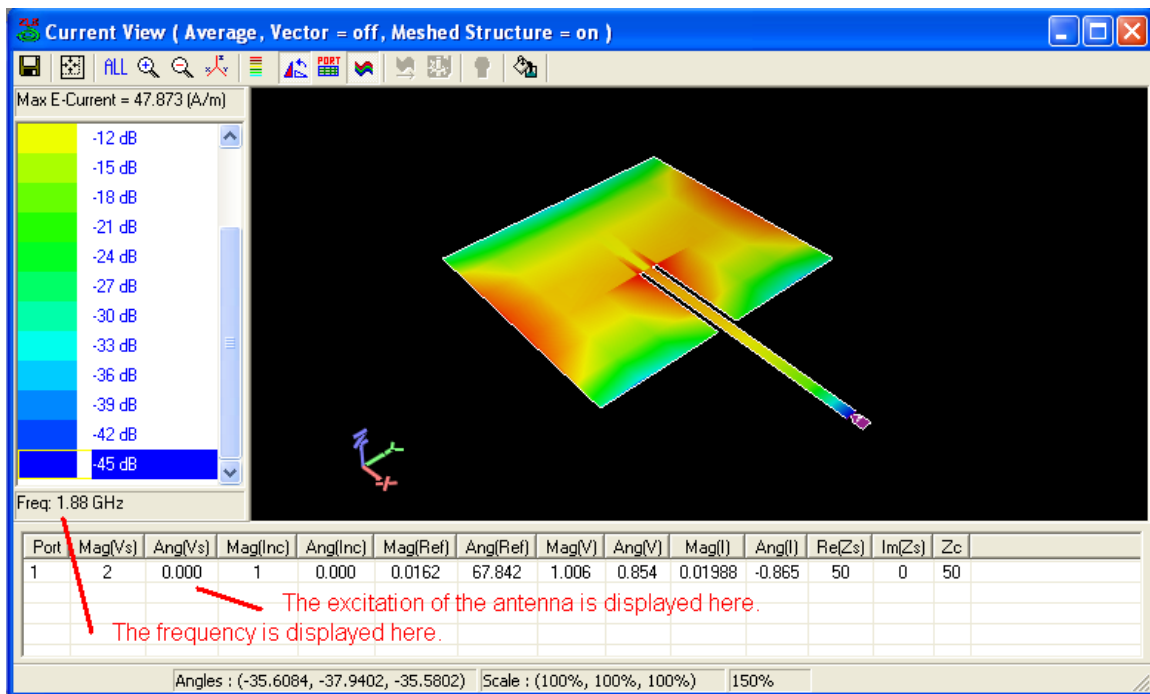 Current View ( Average, Vector = off, Meshed Structure = on )
ALL PORT
Max E-Current = 47.873 (A/m)
-12 dB
-15 dB
-18 dB
-21 dB
-24 dB
-27 dB
-30 dB
-33 dB
-36 dB
-39 dB
-42 dB
-45 dB
Z Y X
Freq: 1.88 GHz
Port Mag(Vs) Ang(Vs) Mag(Inc) Ang(Inc) Mag(Ref) Ang(Ref) Mag(V) Ang(V) Mag(I) Ang(I) Re(Zs) Im(Zs) Zc
1 2 0.000 1 0.000 0.0162 67.842 1.006 0.854 0.01988 -0.865 50 0 50
The excitation of the antenna is displayed here.
The frequency is displayed here.
Angles : (-35.6084, -37.9402, -35.5802) Scale : (100%, 100%, 100%) 150%